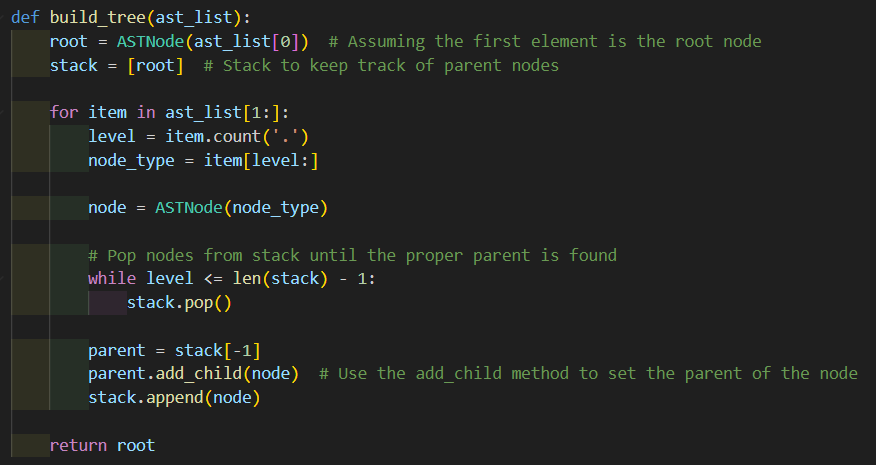 def build_tree(ast_list):
    root = ASTNode(ast_list[0])  # Assuming the first element is the root node
    stack = [root]  # Stack to keep track of parent nodes

    for item in ast_list[1:]:
        level = item.count('.')
        node_type = item[level:]

        node = ASTNode(node_type)

        # Pop nodes from stack until the proper parent is found
        while level <= len(stack) - 1:
            stack.pop()

        parent = stack[-1]
        parent.add_child(node)  # Use the add_child method to set the parent of the node
        stack.append(node)

    return root